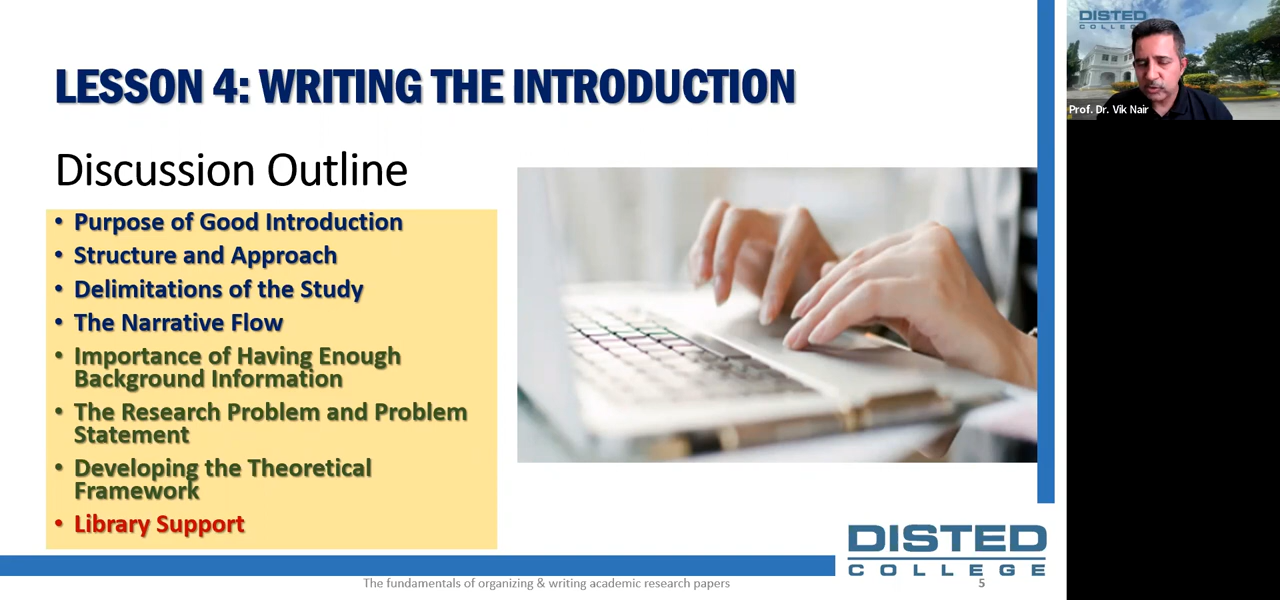 LESSON 4: WRITING THE INTRODUCTION
Discussion Outline
• Purpose of Good Introduction
• Structure and Approach
• Delimitations of the Study
• The Narrative Flow
• Importance of Having Enough
Background Information
• The Research Problem and Problem
Statement
• Developing the Theoretical
Framework
• Library Support
DISTED
COLLEGE
The fundamentals of organizing & writing academic research papers
5
DISTED
COLLEGE
Prof. Dr. Vik Nair